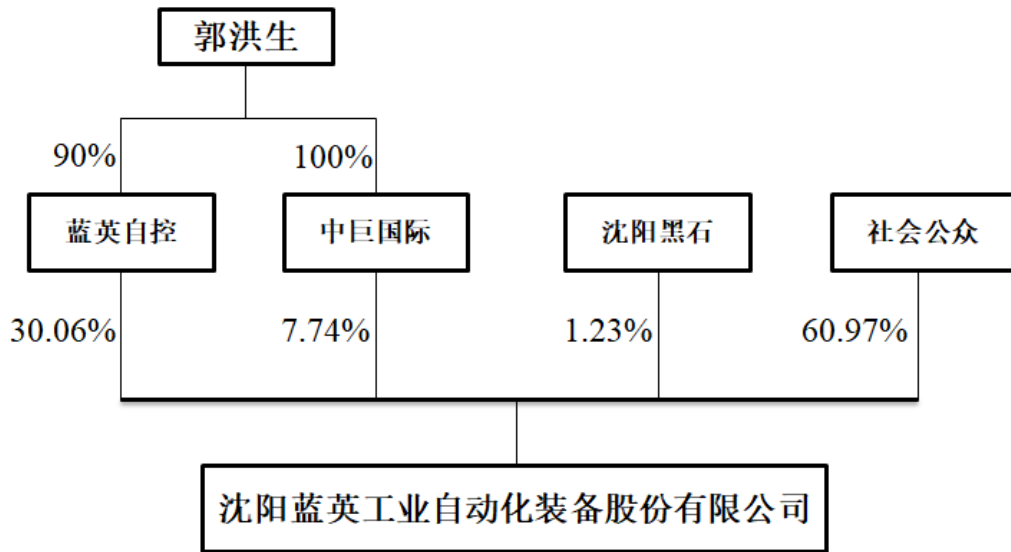 郭洪生
90%
100%
蓝英自控
中巨国际
沈阳黑石
社会公众
30.06%
7.74%
1.23%
60.97%
沈阳蓝英工业自动化装备股份有限公司